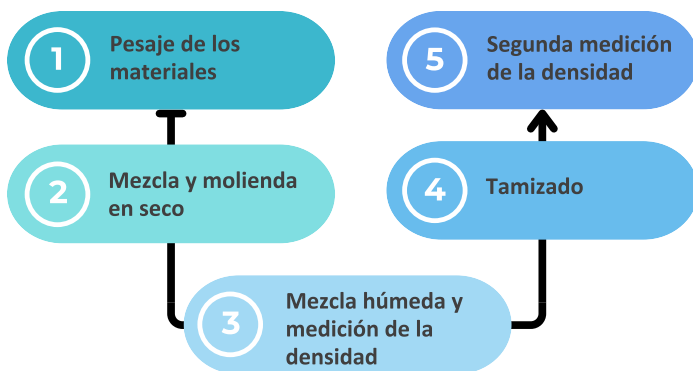 1
Pesaje de los
materiales
2
Mezcla y molienda
en seco
3
Mezcla húmeda y
medición de la
densidad
4
Tamizado
5
Segunda medición
de la densidad